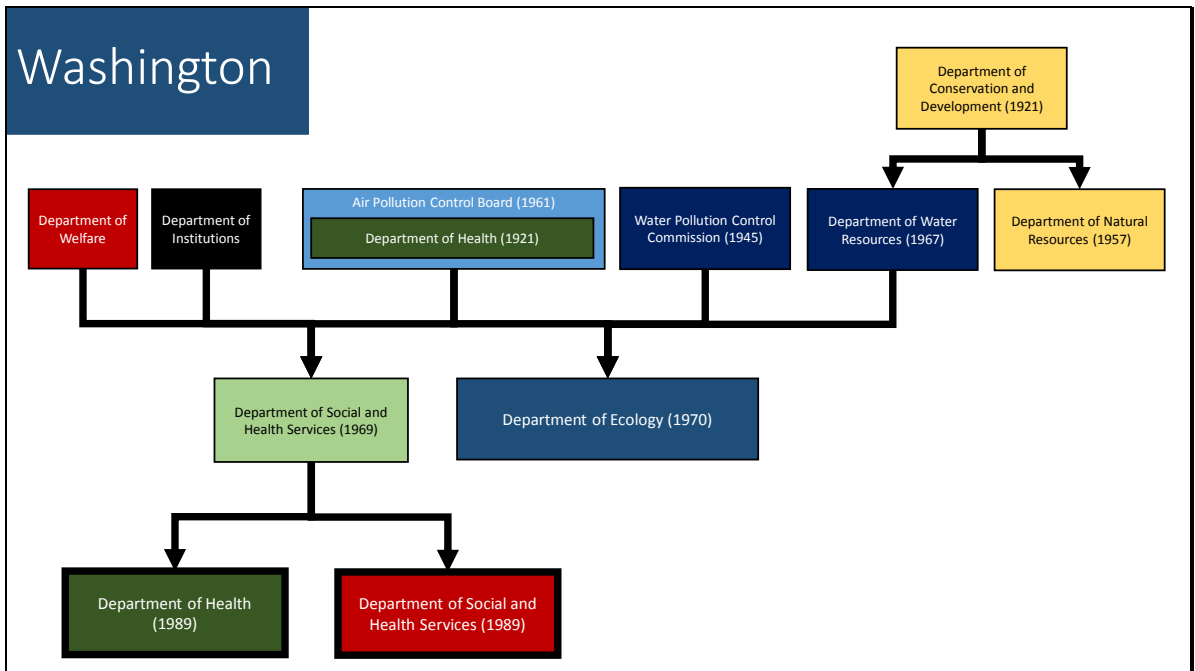 Washington
Department of
Conservation and
Development (1921)
Department of
Welfare
Department of
Institutions
Air Pollution Control Board (1961)
Department of Health (1921)
Water Pollution Control
Commission (1945)
Department of Water
Resources (1967)
Department of Natural
Resources (1957)
Department of Social and
Health Services (1969)
Department of Ecology (1970)
Department of Health
(1989)
Department of Social and
Health Services (1989)